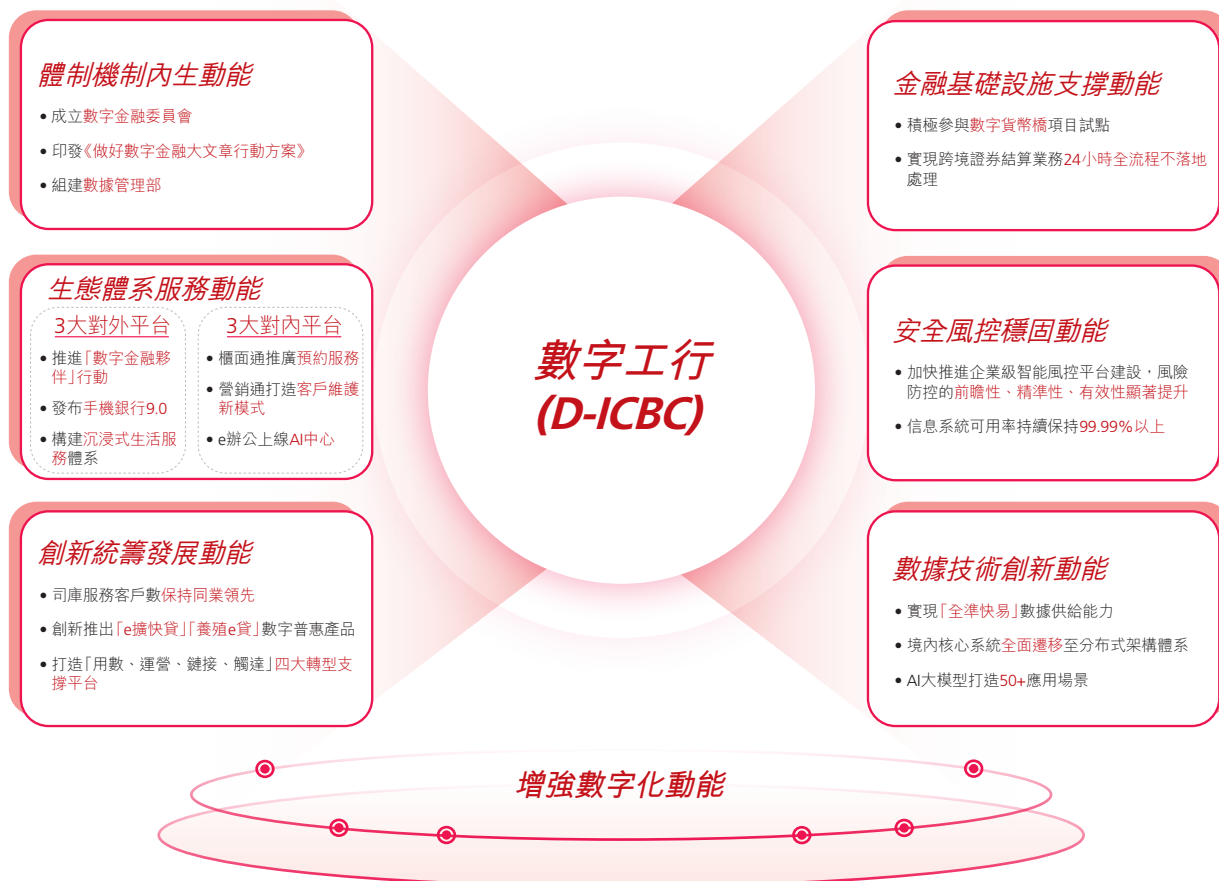 體制機制內生動能
• 成立數字金融委員會
• 印發《做好數字金融大文章行動方案》
• 組建數據管理部
生態體系服務動能
3大對外平台
• 推進「數字金融夥
伴」行動
• 發布手機銀行9.0
• 構建沉浸式生活服
務體系
3大對內平台
• 櫃面通推廣預約服務
• 營銷通打造客戶維護
新模式
• e辦公上線AI中心
創新統籌發展動能
• 司庫服務客戶數保持同業領先
• 創新推出「e擴快貸」「養殖e貸」數字普惠產品
• 打造「用數、運營、鏈接、觸達」四大轉型支
撐平台
數字工行
(D-ICBC)
金融基礎設施支撐動能
• 積極參與數字貨幣橋項目試點
• 實現跨境證券結算業務24小時全流程不落地
處理
安全風控穩固動能
• 加快推進企業級智能風控平台建設，風險
防控的前瞻性、精準性、有效性顯著提升
• 信息系統可用率持續保持99.99%以上
數據技術創新動能
• 實現「全準快易」數據供給能力
• 境內核心系統全面遷移至分布式架構體系
• AI大模型打造50+應用場景
增強數字化動能